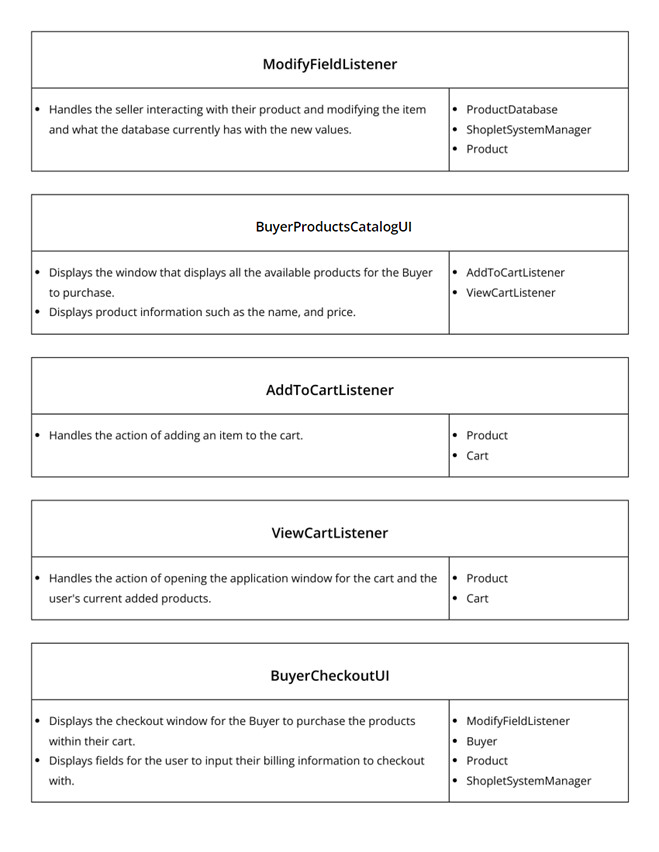 ModifyFieldListener
• Handles the seller interacting with their product and modifying the item
and what the database currently has with the new values.
• ProductDatabase
• ShopletSystemManager
• Product
BuyerProductsCatalogUI
• Displays the window that displays all the available products for the Buyer
to purchase.
• Displays product information such as the name, and price.
• AddToCartListener
• ViewCartListener
AddToCartListener
• Handles the action of adding an item to the cart.
• Product
• Cart
ViewCartListener
• Handles the action of opening the application window for the cart and the
user's current added products.
• Product
• Cart
BuyerCheckoutUI
• Displays the checkout window for the Buyer to purchase the products
within their cart.
• Displays fields for the user to input their billing information to checkout
with.
• ModifyFieldListener
• Buyer
• Product
• ShopletSystemManager